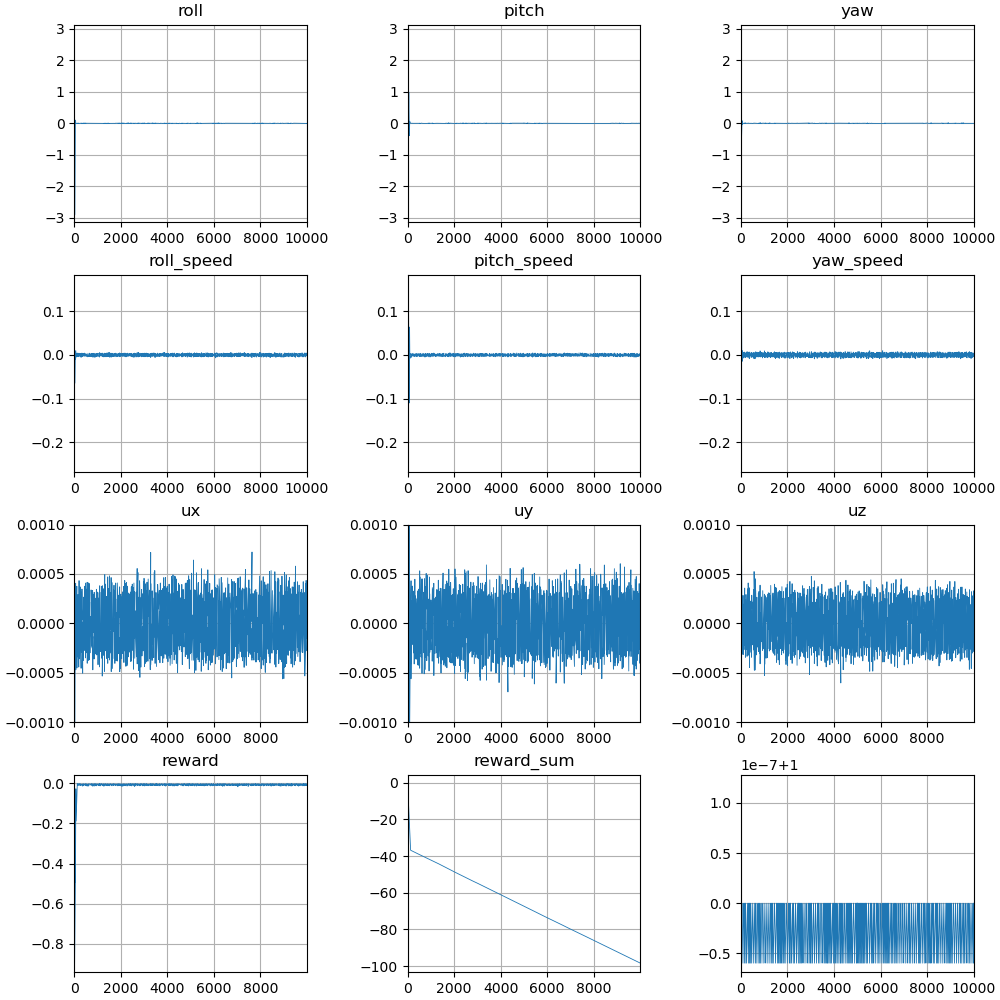 roll pitch yaw
3 3 3
2 2 2
1 1 1
0 0 0
−1 −1 −1
−2 −2 −2
−3 −3 −3
0 2000 4000 6000 8000 10000 0 2000 4000 6000 8000 10000 0 2000 4000 6000 8000 10000
roll_speed pitch_speed yaw_speed
0.1 0.1 0.1
0.0 0.0 0.0
−0.1 −0.1 −0.1
−0.2 −0.2 −0.2
0 2000 4000 6000 8000 10000 0 2000 4000 6000 8000 10000 0 2000 4000 6000 8000 10000
ux uy uz
0.0010 0.0010 0.0010
0.0005 0.0005 0.0005
0.0000 0.0000 0.0000
−0.0005 −0.0005 −0.0005
−0.0010 −0.0010 −0.0010
0 2000 4000 6000 8000 0 2000 4000 6000 8000 0 2000 4000 6000 8000
reward reward_sum 1e−7+1
0.0 0 1.0
−0.2 −20 0.5
−0.4 −40 0.0
−0.6 −60 −0.5
−0.8 −80
−100
0 2000 4000 6000 8000 0 2000 4000 6000 8000 0 2000 4000 6000 8000 10000